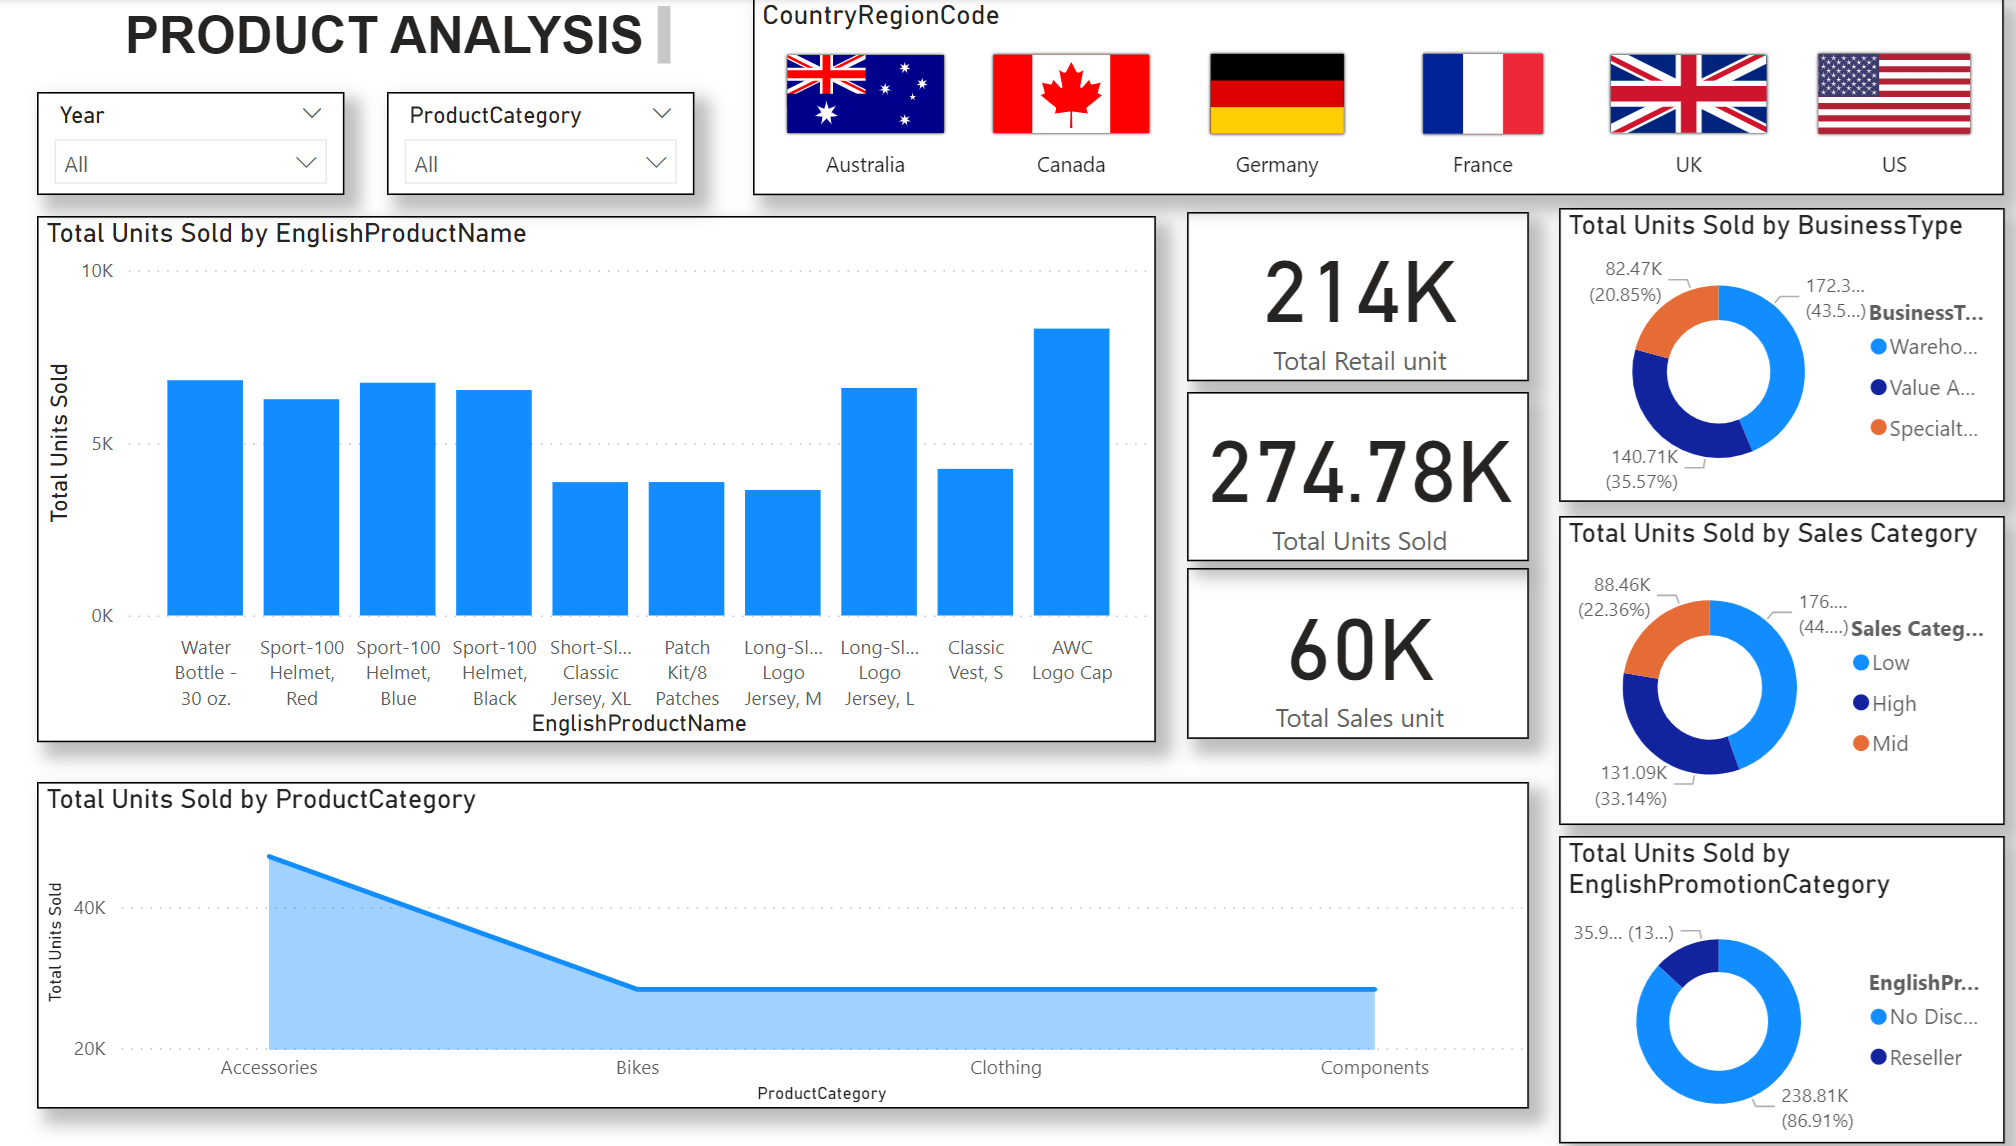 PRODUCT ANALYSIS
CountryRegionCode
Australia
Canada
Germany
France
UK
US
Year
All
ProductCategory
All
Total Units Sold by EnglishProductName
Total Units Sold
10K
5K
0K
Water
Bottle -
30 oz.
Sport-100
Helmet,
Red
Sport-100
Helmet,
Blue
Sport-100
Helmet,
Black
Short-Sl...
Classic
Jersey, XL
Patch
Kit/8
Patches
Long-Sl...
Logo
Jersey, M
Long-Sl...
Logo
Jersey, L
Classic
Vest, S
AWC
Logo Cap
EnglishProductName
214K
Total Retail unit
274.78K
Total Units Sold
60K
Total Sales unit
Total Units Sold by BusinessType
82.47K
(20.85%)
172.3...
(43.5...)
140.71K
(35.57%)
BusinessT...
Wareho...
Value A...
Specialt...
Total Units Sold by Sales Category
88.46K
(22.36%)
176....
(44....)
131.09K
(33.14%)
Sales Categ...
Low
High
Mid
Total Units Sold by ProductCategory
Total Units Sold
40K
20K
Accessories
Bikes
Clothing
Components
ProductCategory
Total Units Sold by
EnglishPromotionCategory
35.9... (13...)
238.81K
(86.91%)
EnglishPr...
No Disc...
Reseller